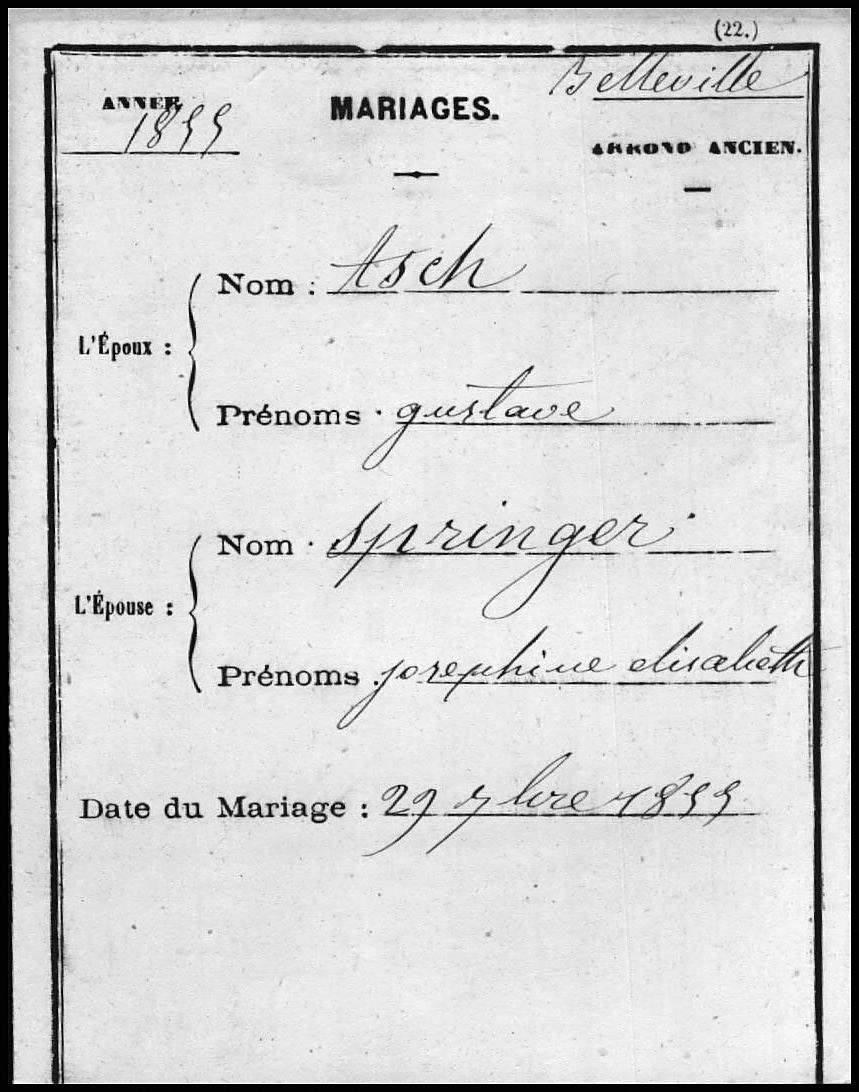 (22.)
Belleville
ANNEE
1855
MARIAGES.
ARROND ANCIEN.
Nom : Asch
L'Époux :
Prénoms : gustave
Nom : Springer
L'Épouse :
Prénoms : josephine elisabeth
Date du Mariage : 29 7bre 1855